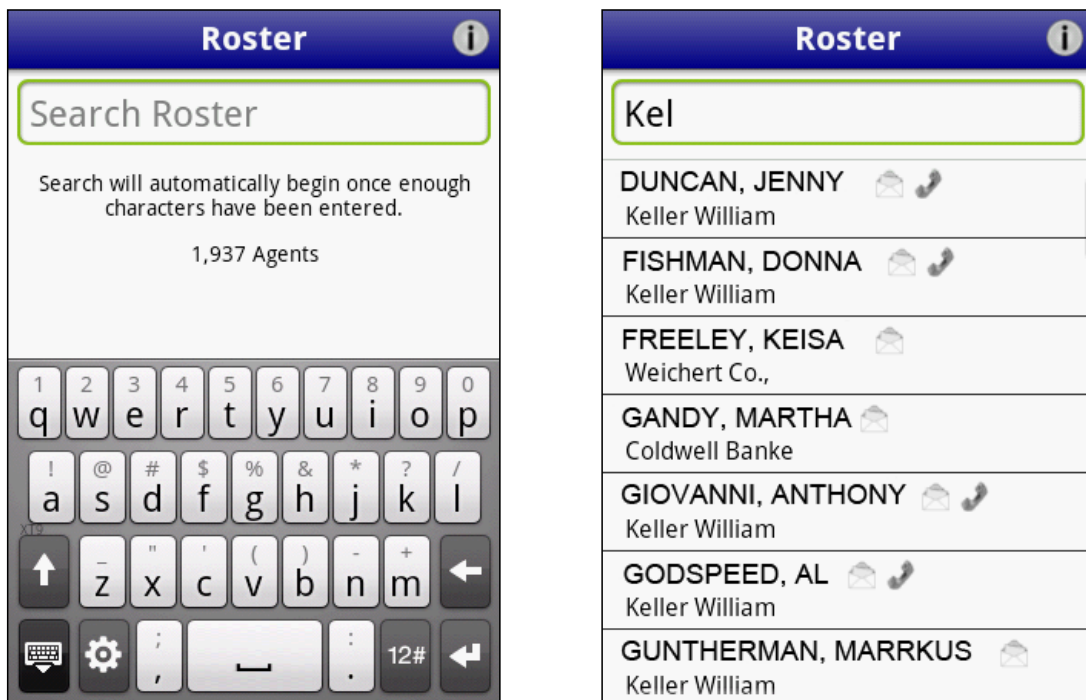 Roster
Search Roster
Search will automatically begin once enough
characters have been entered.
1,937 Agents
1 2 3 4 5 6 7 8 9 0
q w e r t y u i o p
! @ # $ % & * ? /
a s d f g h j k l
XT9
_ " ' ( ) - +
z x c v b n m
; :
, . 12#
Roster
Kel
DUNCAN, JENNY
Keller William
FISHMAN, DONNA
Keller William
FREELEY, KEISA
Weichert Co.,
GANDY, MARTHA
Coldwell Banke
GIOVANNI, ANTHONY
Keller William
GODSPEED, AL
Keller William
GUNTHERMAN, MARRKUS
Keller William